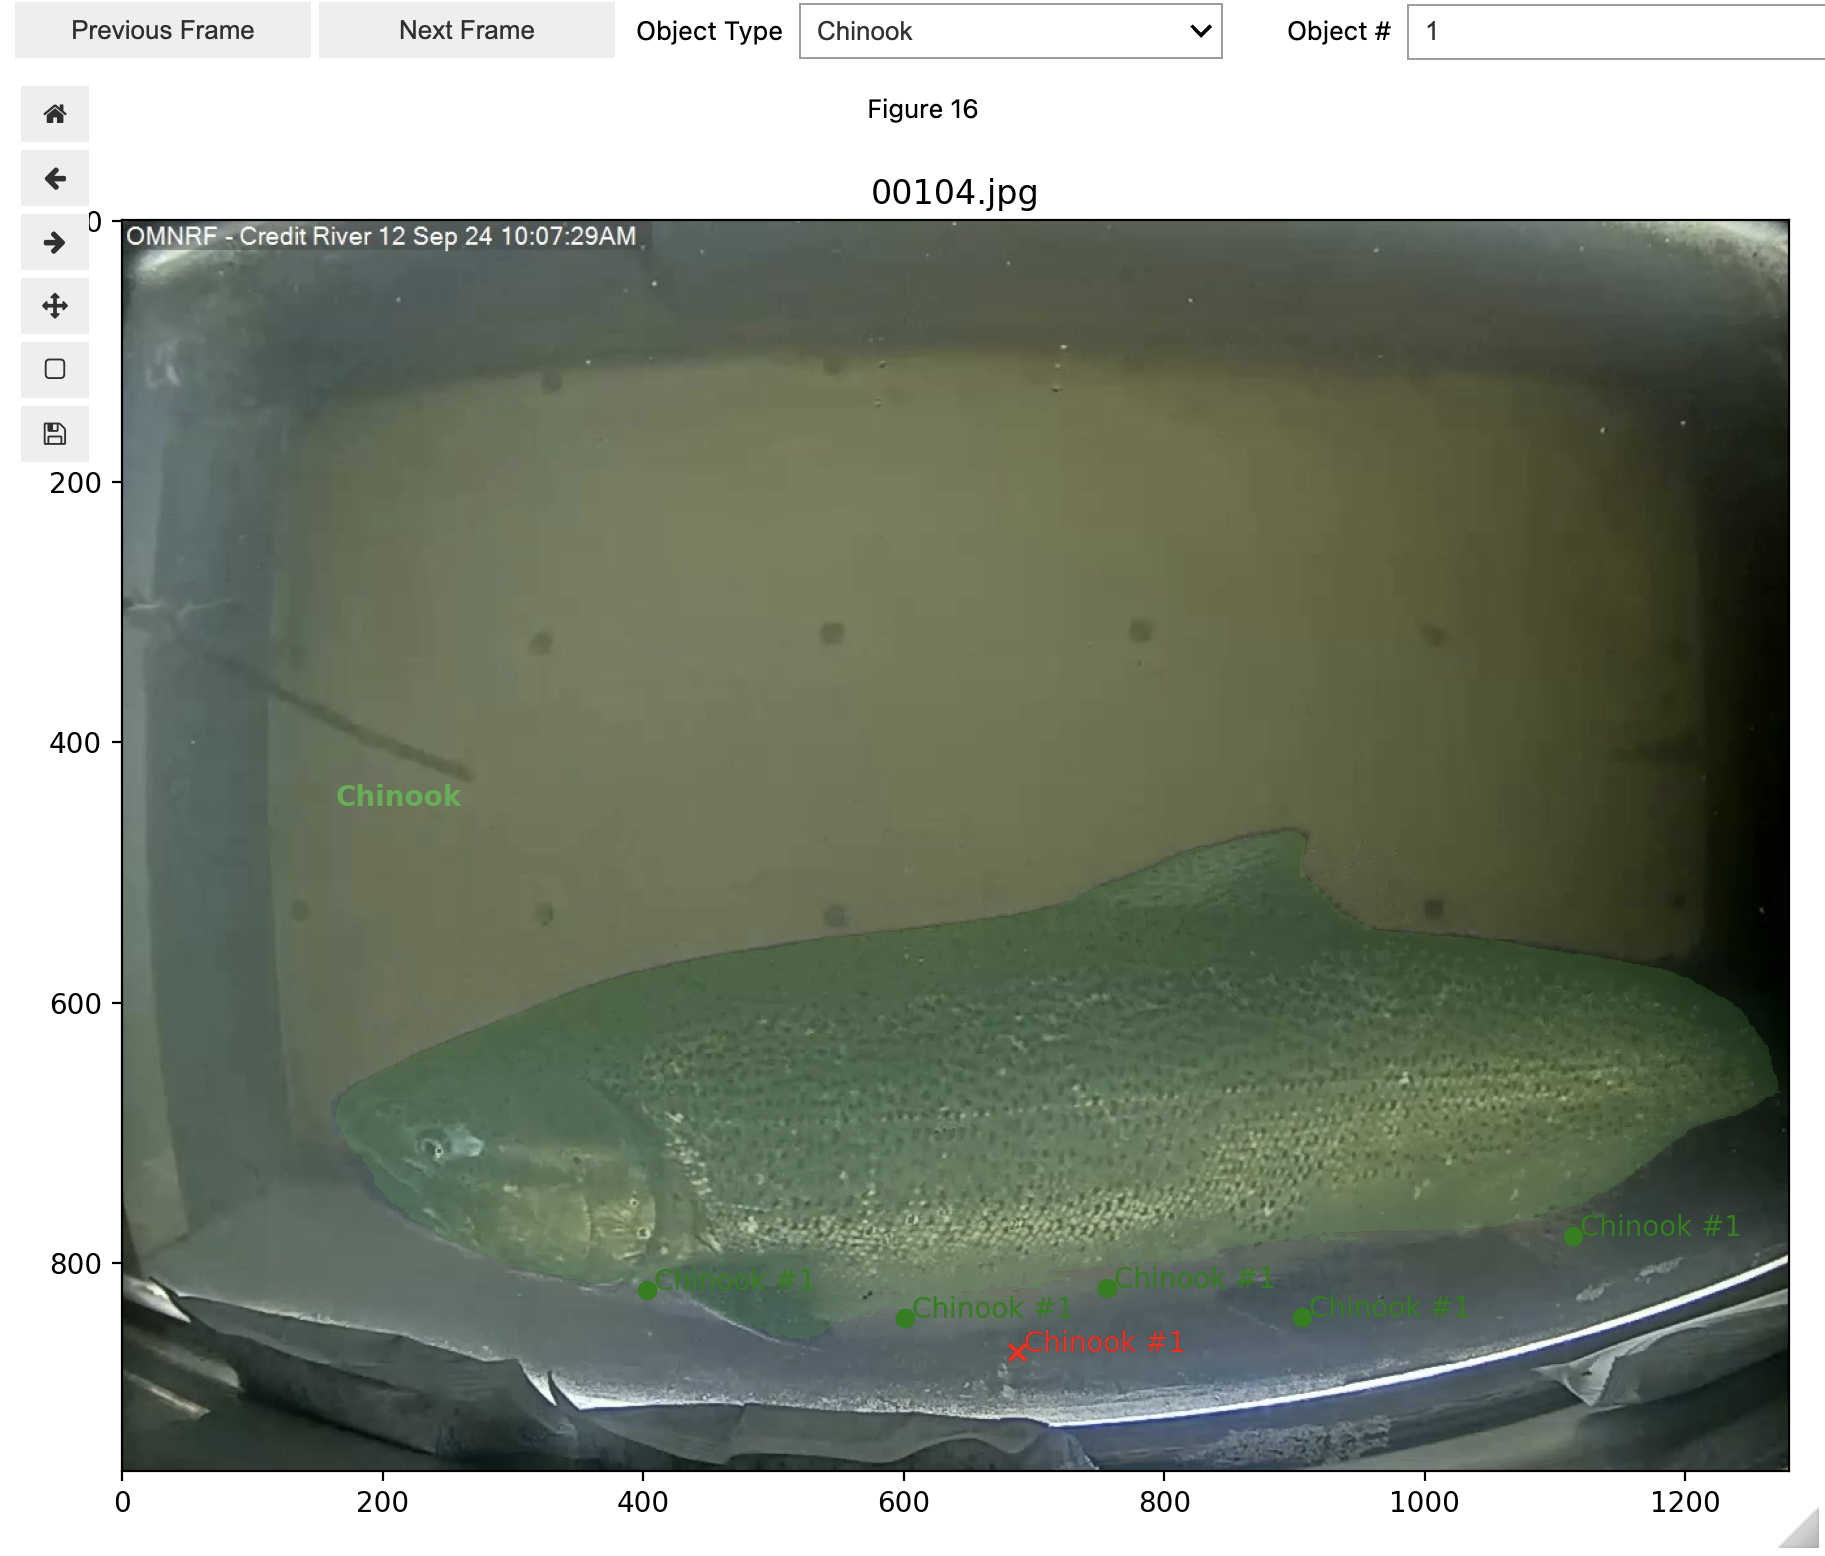 Previous Frame Next Frame Object Type Chinook Object # 1
Figure 16
00104.jpg
OMNRF - Credit River 12 Sep 24 10:07:29AM
0
200
400
Chinook
600
Chinook #1
800
Chinook #1
Chinook #1
Chinook #1
Chinook #1
Chinook #1
0 200 400 600 800 1000 1200